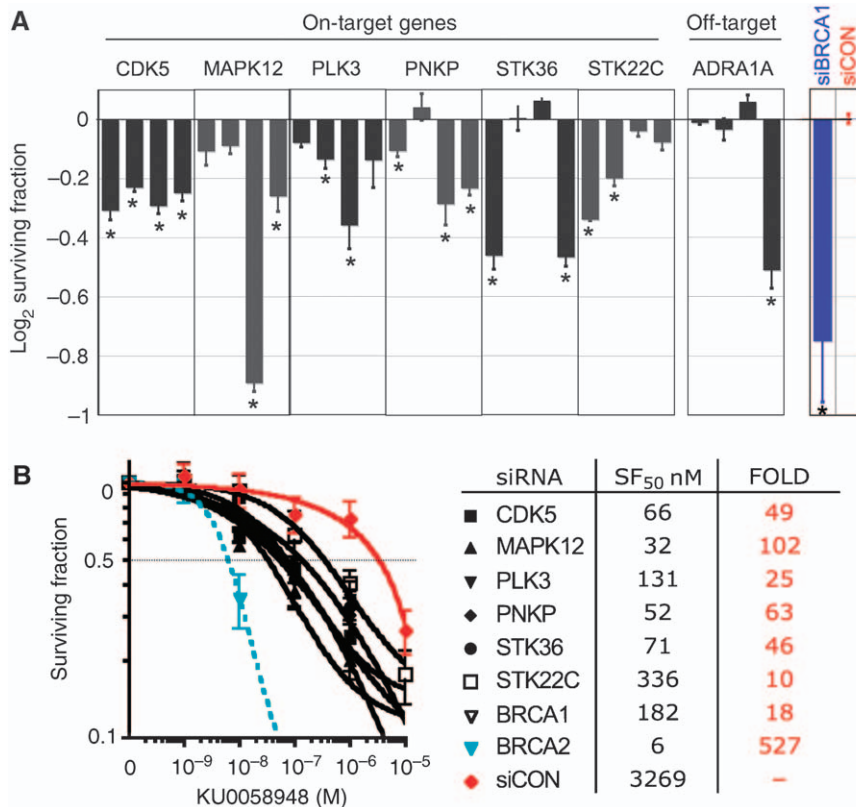 A
On-target genes
Off-target
siBRCA1
siCON
CDK5 MAPK12 PLK3 PNKP STK36 STK22C ADRA1A
Log2 surviving fraction
0.1
0
−0.2
−0.4
−0.6
−0.8
−1
* * * * * * * * * * * * * * * * * *
B
Surviving fraction
0
0.5
0.1
0 10−9 10−8 10−7 10−6 10−5
KU0058948 (M)
siRNA SF50 nM FOLD
CDK5 66 49
MAPK12 32 102
PLK3 131 25
PNKP 52 63
STK36 71 46
STK22C 336 10
BRCA1 182 18
BRCA2 6 527
siCON 3269 –